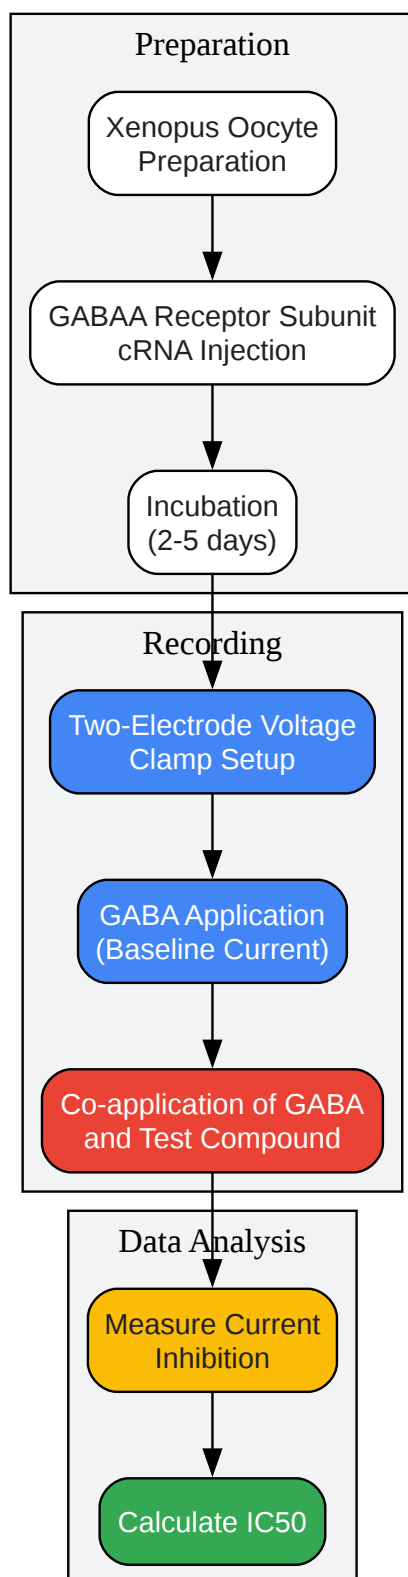 Preparation
Xenopus Oocyte
Preparation
GABAA Receptor Subunit
cRNA Injection
Incubation
(2-5 days)
Recording
Two-Electrode Voltage
Clamp Setup
GABA Application
(Baseline Current)
Co-application of GABA
and Test Compound
Data Analysis
Measure Current
Inhibition
Calculate IC50